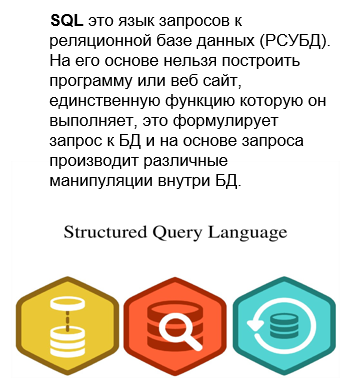 SQL это язык запросов к
реляционной базе данных (РСУБД).
На его основе нельзя построить
программу или веб сайт,
единственную функцию которую он
выполняет, это формулирует
запрос к БД и на основе запроса
производит различные
манипуляции внутри БД.
Structured Query Language